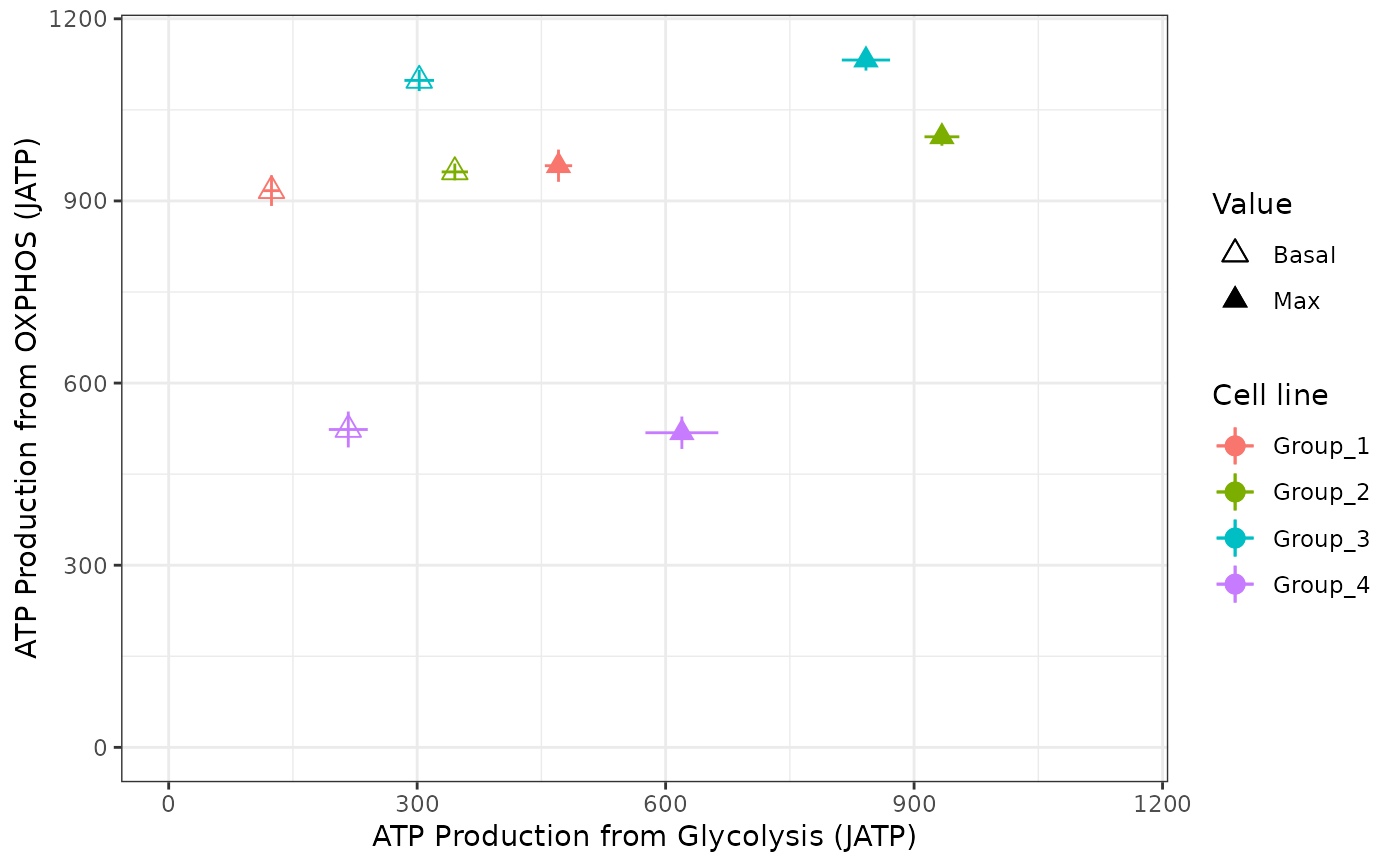 1200
900
600
300
0
ATP Production from OXPHOS (JATP)
0 300 600 900 1200
ATP Production from Glycolysis (JATP)
Value
Basal
Max
Cell line
Group_1
Group_2
Group_3
Group_4